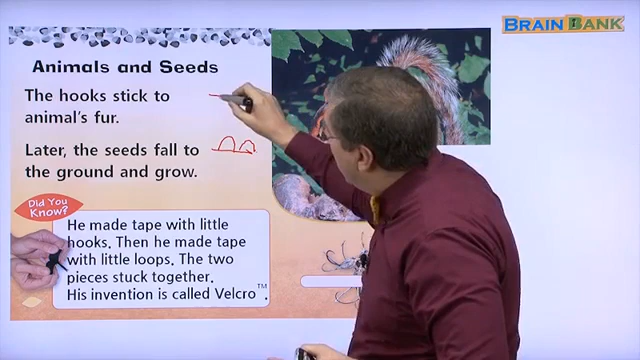 BRAIN BANK
Animals and Seeds
The hooks stick to
animal's fur.
Later, the seeds fall to
the ground and grow.
Did You
Know?
He made tape with little
hooks. Then he made tape
with little loops. The two
pieces stuck together.
His invention is called Velcro™.